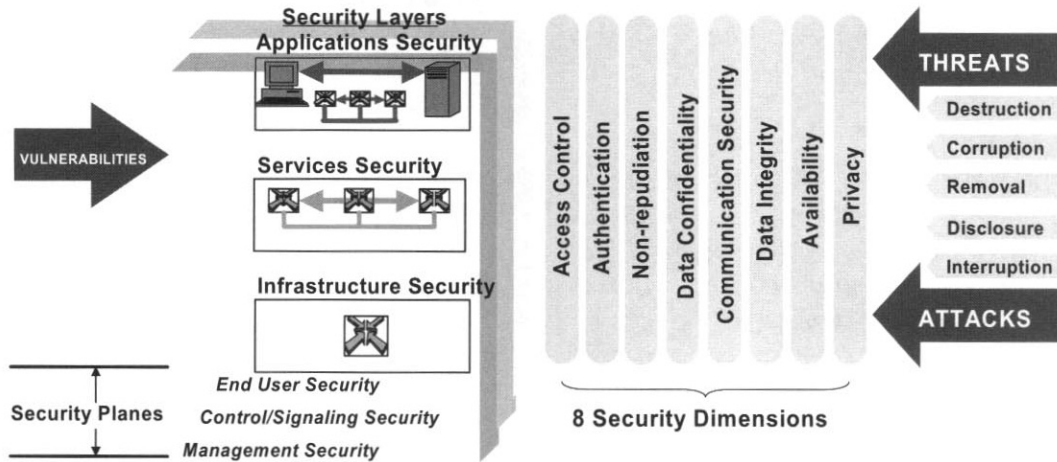 Security Layers
Applications Security
VULNERABILITIES
Services Security
Infrastructure Security
Security Planes
End User Security
Control/Signaling Security
Management Security
Access Control
Authentication
Non-repudiation
Data Confidentiality
Communication Security
Data Integrity
Availability
Privacy
8 Security Dimensions
THREATS
Destruction
Corruption
Removal
Disclosure
Interruption
ATTACKS